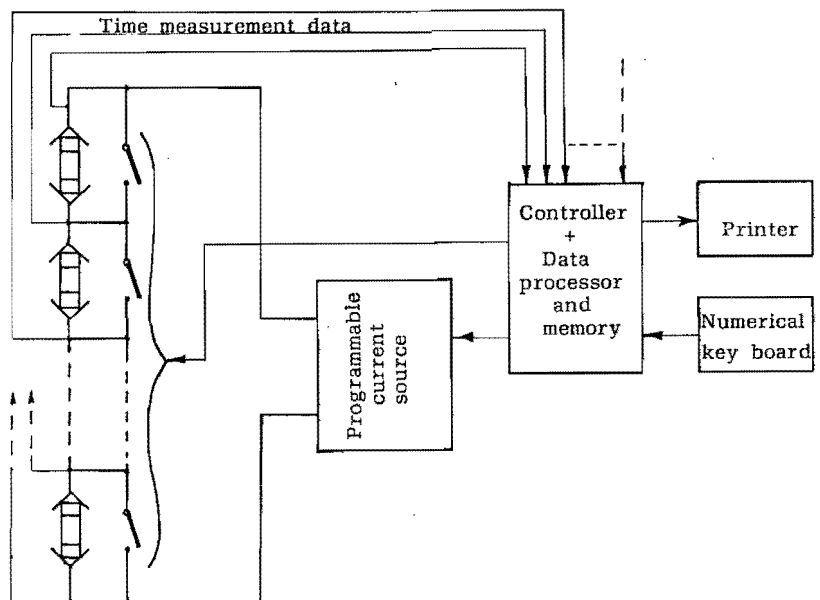 Time measurement data
Controller
+
Data
processor
and
memory
Printer
Numerical
key board
Programmable
current
source